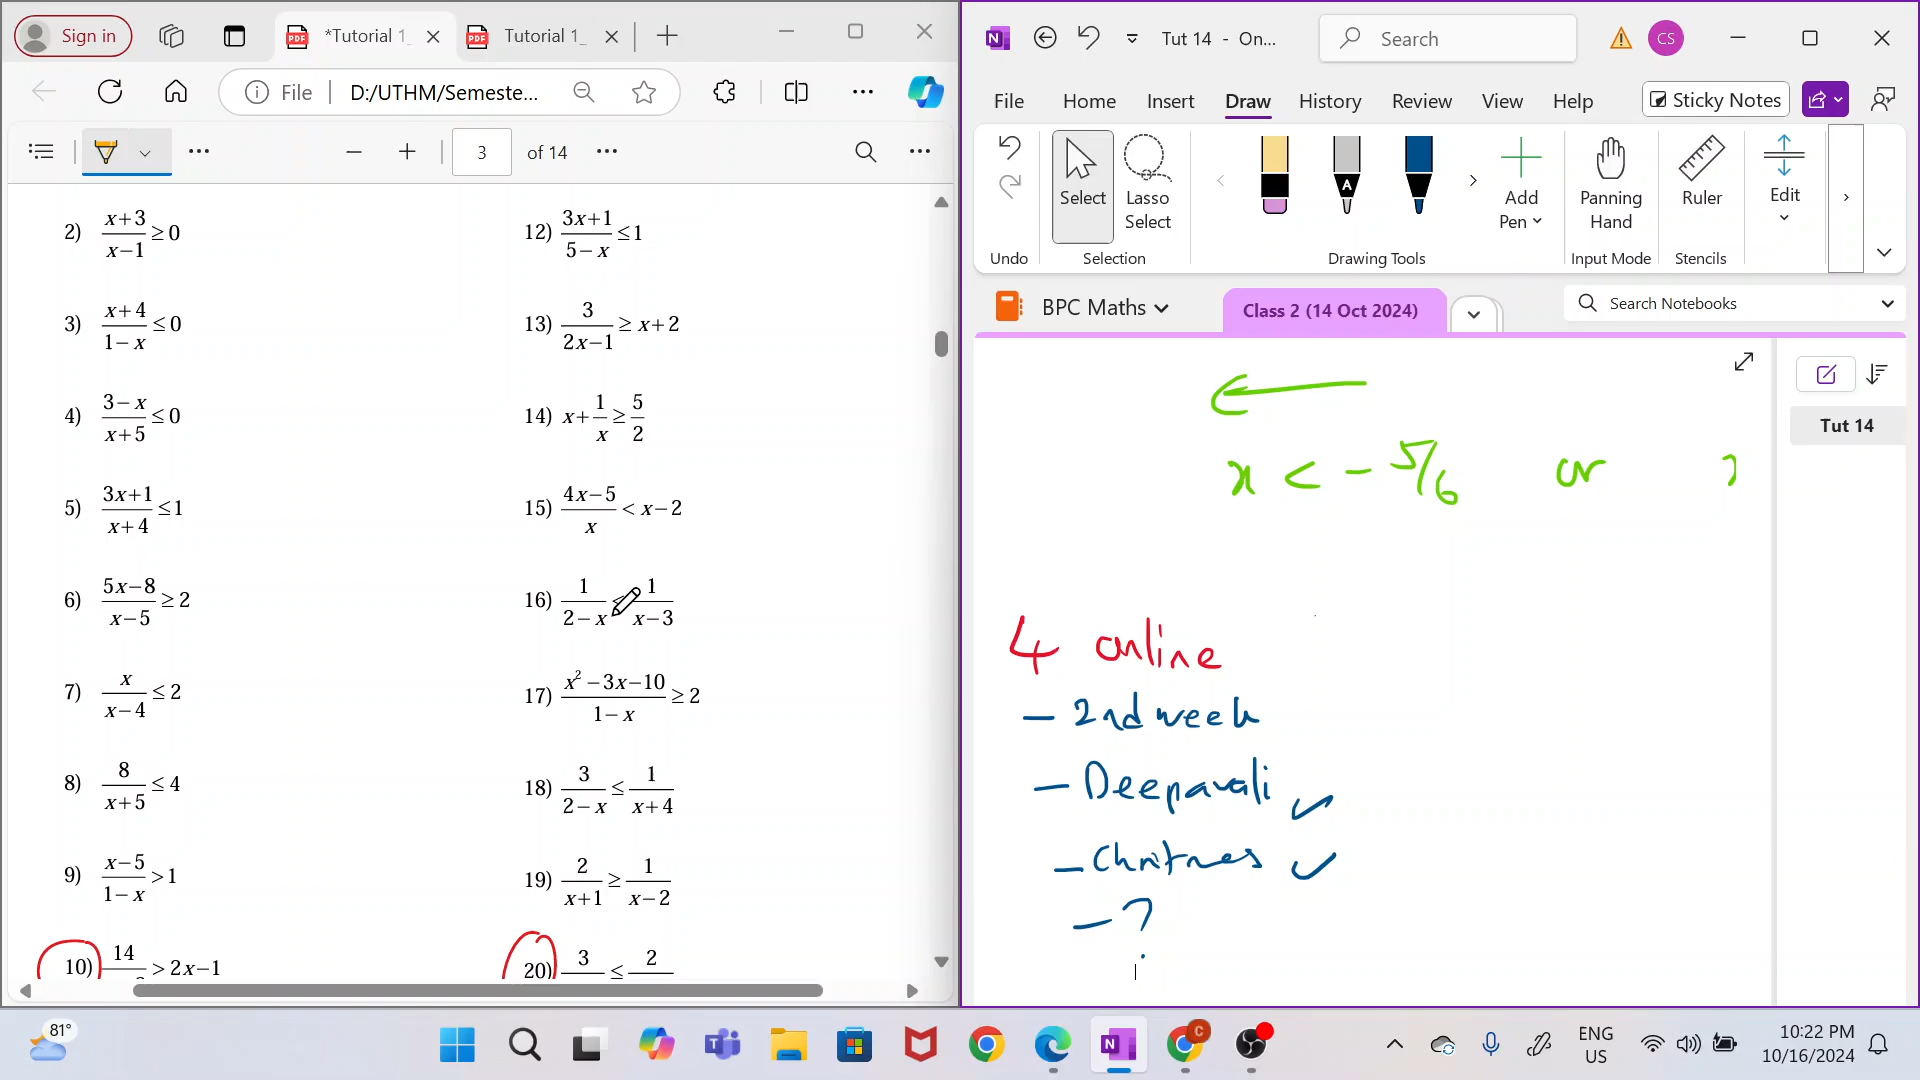 Sign in
*Tutorial 1_
Tutorial 1_
File
D:/UTHM/Semeste...
3 of 14
2) (x+3)/(x−1) ≥ 0
3) (x+4)/(1−x) ≤ 0
4) (3−x)/(x+5) ≤ 0
5) (3x+1)/(x+4) ≤ 1
6) (5x−8)/(x−5) ≥ 2
7) x/(x−4) ≤ 2
8) 8/(x+5) ≤ 4
9) (x−5)/(1−x) > 1
10) 14 > 2x−1
12) (3x+1)/(5−x) ≤ 1
13) 3/(2x−1) ≥ x+2
14) x+1/x ≥ 5/2
15) (4x−5)/x < x−2
16) 1/(2−x) 1/(x−3)
17) (x²−3x−10)/(1−x) ≥ 2
18) 3/(2−x) ≤ 1/(x+4)
19) 2/(x+1) ≥ 1/(x−2)
20) 3 ≤ 2
Tut 14 - On...
Search
CS
File Home Insert Draw History Review View Help
Sticky Notes
Select
Lasso Select
A
Add Pen
Panning Hand
Ruler
Edit
Undo
Selection
Drawing Tools
Input Mode
Stencils
BPC Maths
Class 2 (14 Oct 2024)
Search Notebooks
Tut 14
x < - 5/6 or
4 online
- 2nd week
- Deepavali ✓
- Chritmes ✓
- ?
81°
ENG
US
10:22 PM
10/16/2024